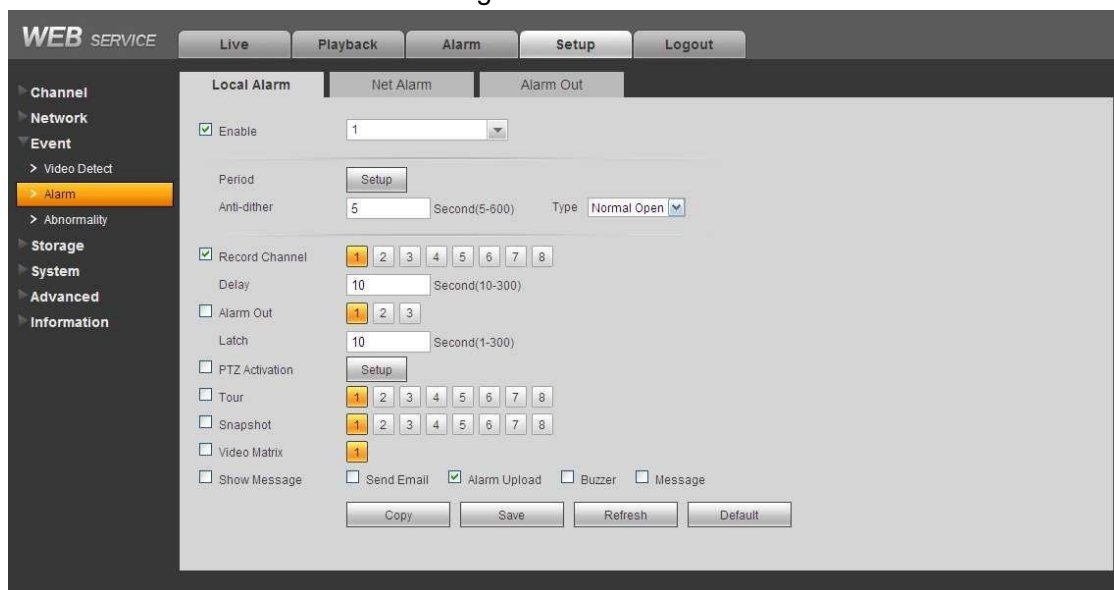 WEB SERVICE
Live Playback Alarm Setup Logout
Local Alarm Net Alarm Alarm Out
Channel
Network
Event
> Video Detect
> Alarm
> Abnormality
Storage
System
Advanced
Information
Enable 1
Period Setup
Anti-dither 5 Second(5-600) Type Normal Open
Record Channel 1 2 3 4 5 6 7 8
Delay 10 Second(10-300)
Alarm Out 1 2 3
Latch 10 Second(1-300)
PTZ Activation Setup
Tour 1 2 3 4 5 6 7 8
Snapshot 1 2 3 4 5 6 7 8
Video Matrix 1
Show Message Send Email Alarm Upload Buzzer Message
Copy Save Refresh Default